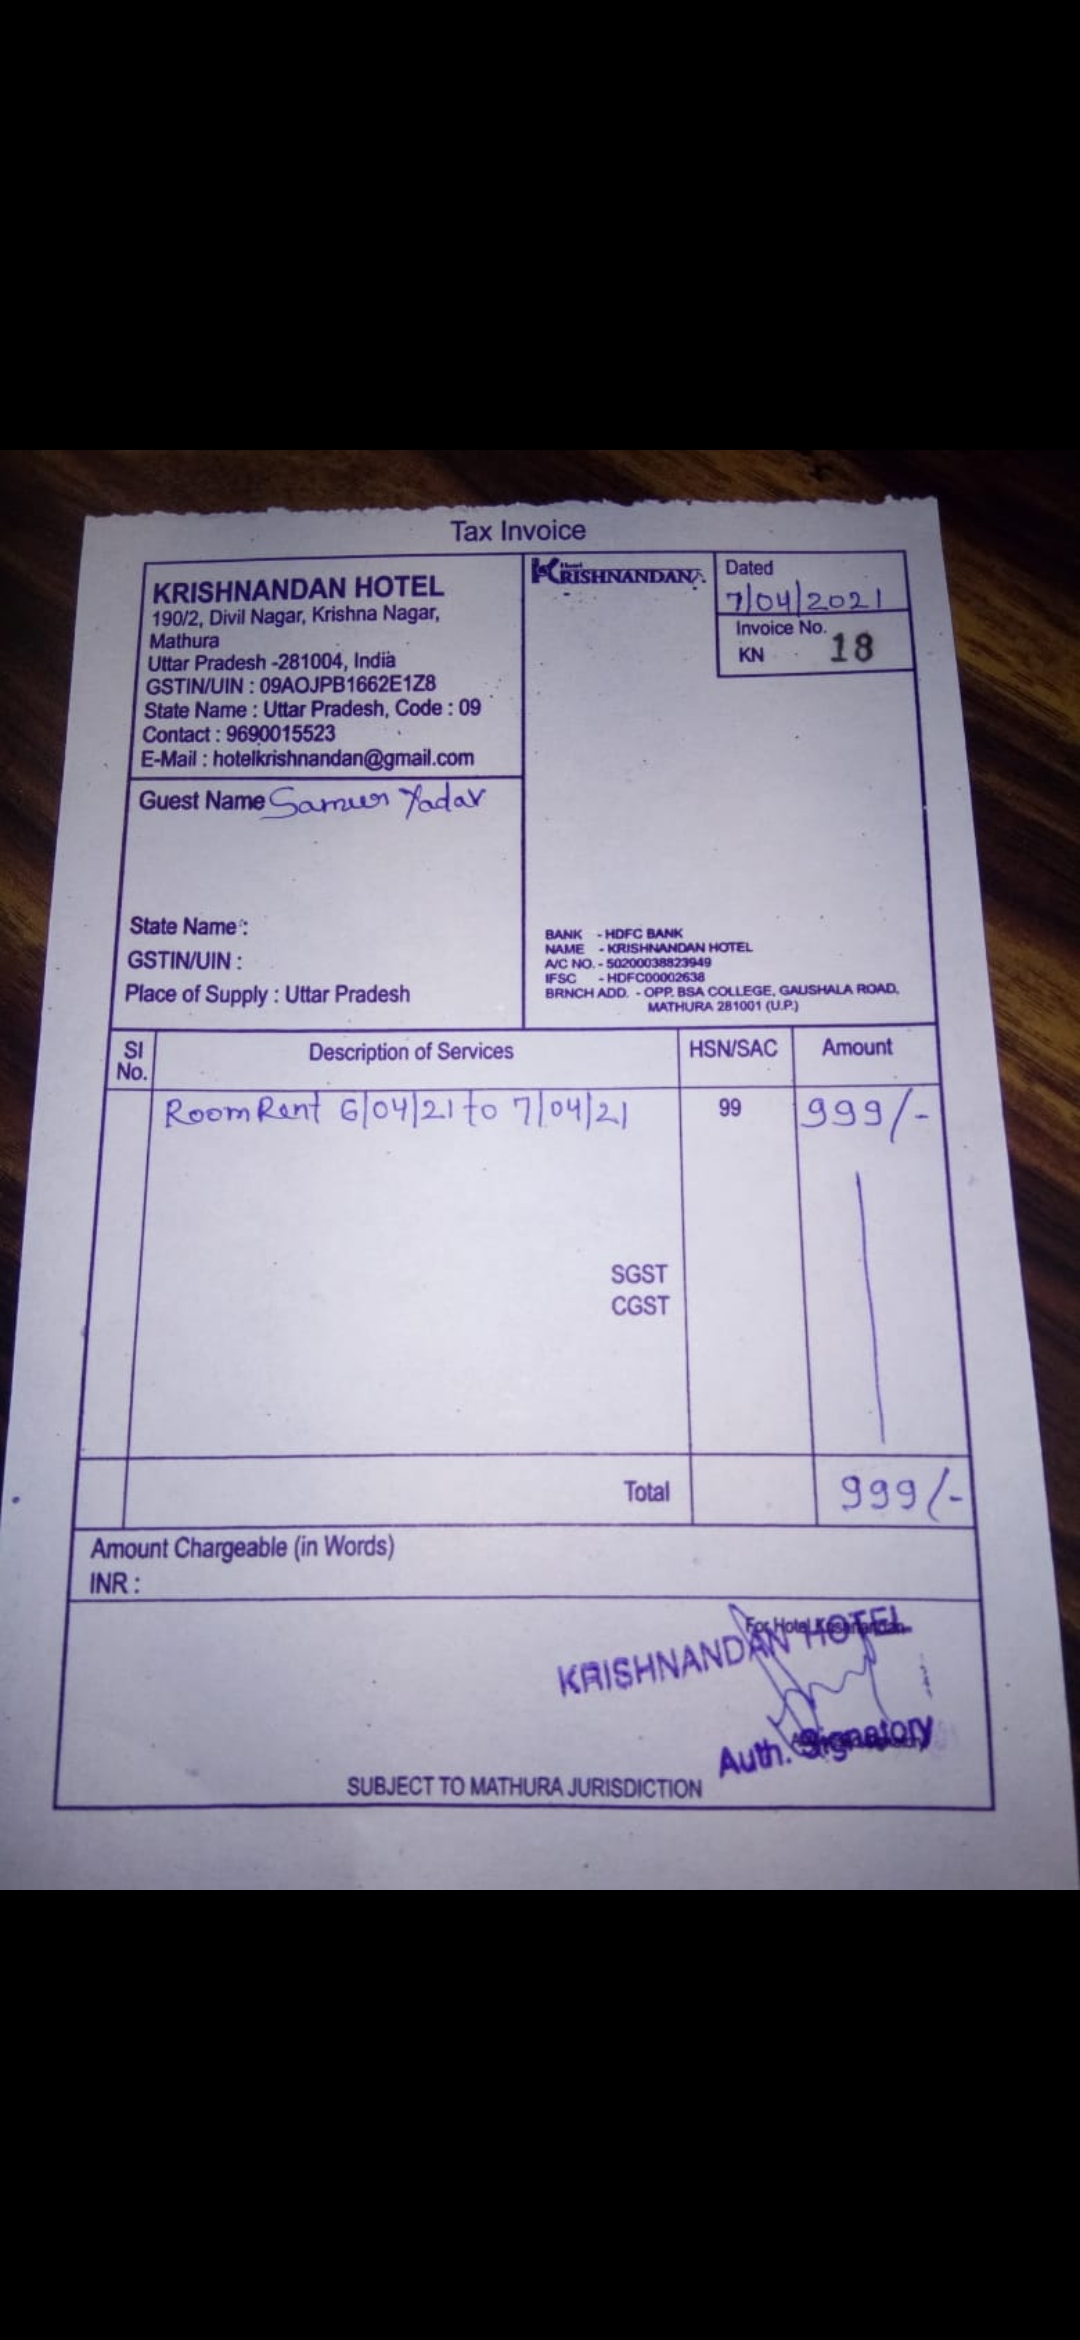 Tax Invoice
KRISHNANDAN HOTEL
190/2, Divil Nagar, Krishna Nagar,
Mathura
Uttar Pradesh -281004, India
GSTIN/UIN : 09AOJPB1662E1Z8
State Name : Uttar Pradesh, Code : 09
Contact : 9690015523
E-Mail : hotelkrishnandan@gmail.com
Hotel
KRISHNANDAN
Dated
7/04/2021
Invoice No.
KN 18
Guest Name Yadav
State Name :
GSTIN/UIN :
Place of Supply : Uttar Pradesh
BANK - HDFC BANK
NAME - KRISHNANDAN HOTEL
A/C NO. - 50200038823949
IFSC - HDFC00002638
BRNCH ADD. - OPP. BSA COLLEGE, GAUSHALA ROAD,
MATHURA 281001 (U.P.)
SI No. Description of Services HSN/SAC Amount
Room Rent 6/04/21 to 7/04/21 99 999/-
SGST
CGST
Total 999/-
Amount Chargeable (in Words)
INR :
For Hotel
KRISHNANDAN HOTEL
Auth. Signatory
SUBJECT TO MATHURA JURISDICTION